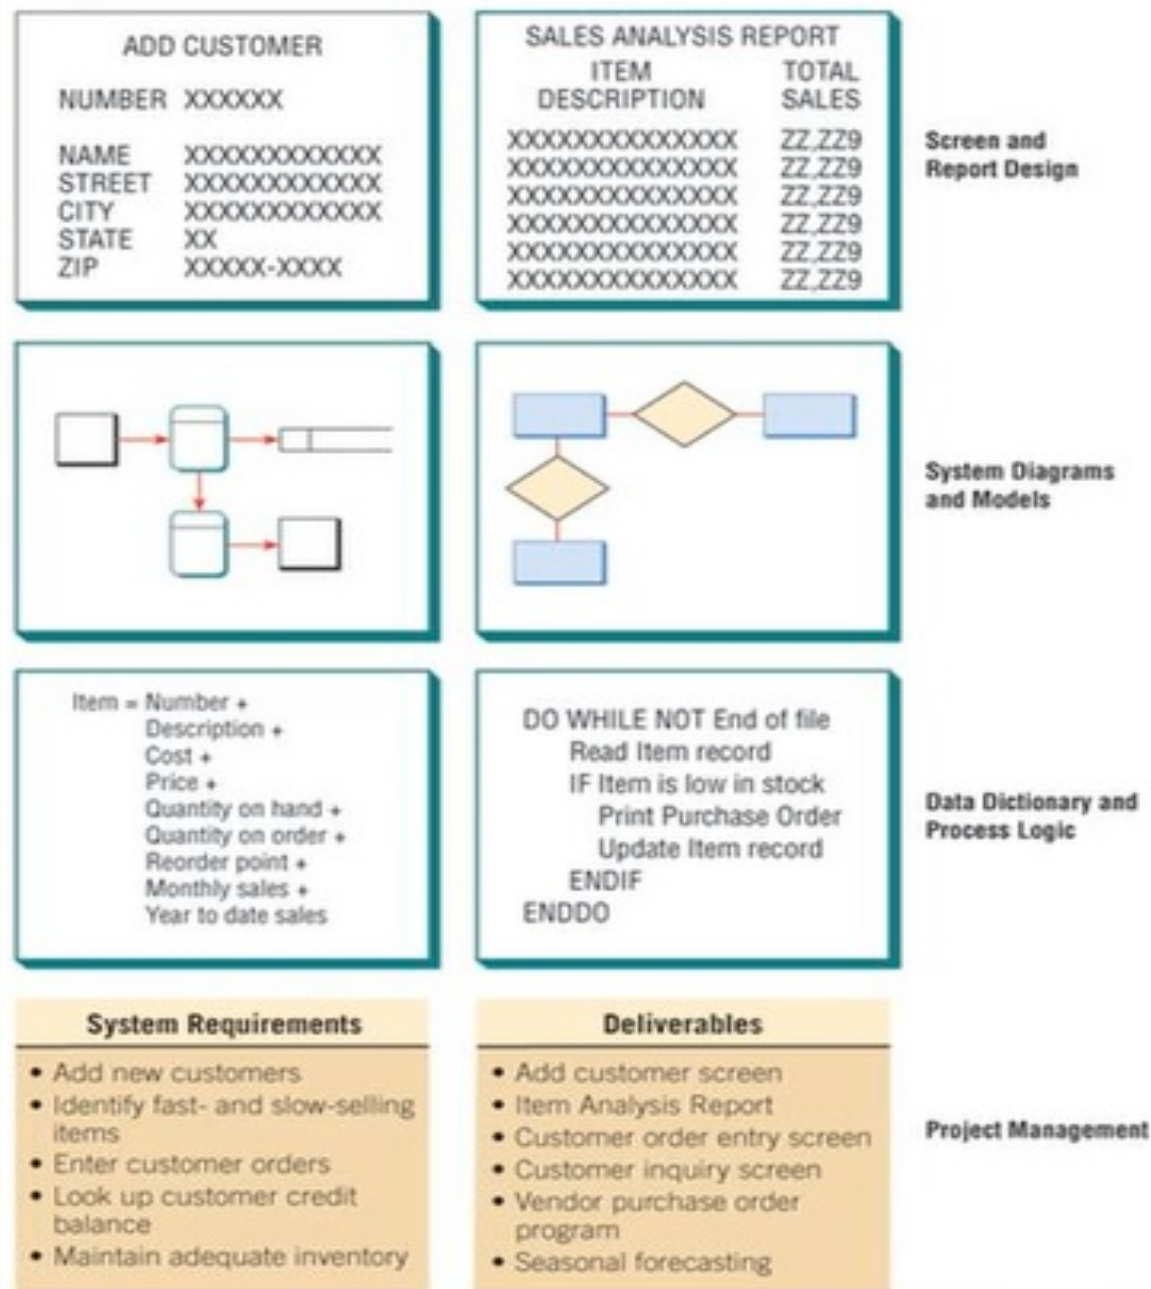 ADD CUSTOMER
NUMBER XXXXXX
NAME XXXXXXXXXXXX
STREET XXXXXXXXXXXX
CITY XXXXXXXXXXXX
STATE XX
ZIP XXXXX-XXXX
SALES ANALYSIS REPORT
ITEM TOTAL
DESCRIPTION SALES
XXXXXXXXXXXXXX ZZ,ZZ9
XXXXXXXXXXXXXX ZZ,ZZ9
XXXXXXXXXXXXXX ZZ,ZZ9
XXXXXXXXXXXXXX ZZ,ZZ9
XXXXXXXXXXXXXX ZZ,ZZ9
XXXXXXXXXXXXXX ZZ,ZZ9
Screen and
Report Design
System Diagrams
and Models
Item = Number +
Description +
Cost +
Price +
Quantity on hand +
Quantity on order +
Reorder point +
Monthly sales +
Year to date sales
DO WHILE NOT End of file
Read Item record
IF Item is low in stock
Print Purchase Order
Update Item record
ENDIF
ENDDO
Data Dictionary and
Process Logic
System Requirements
• Add new customers
• Identify fast- and slow-selling
items
• Enter customer orders
• Look up customer credit
balance
• Maintain adequate inventory
Deliverables
• Add customer screen
• Item Analysis Report
• Customer order entry screen
• Customer inquiry screen
• Vendor purchase order
program
• Seasonal forecasting
Project Management